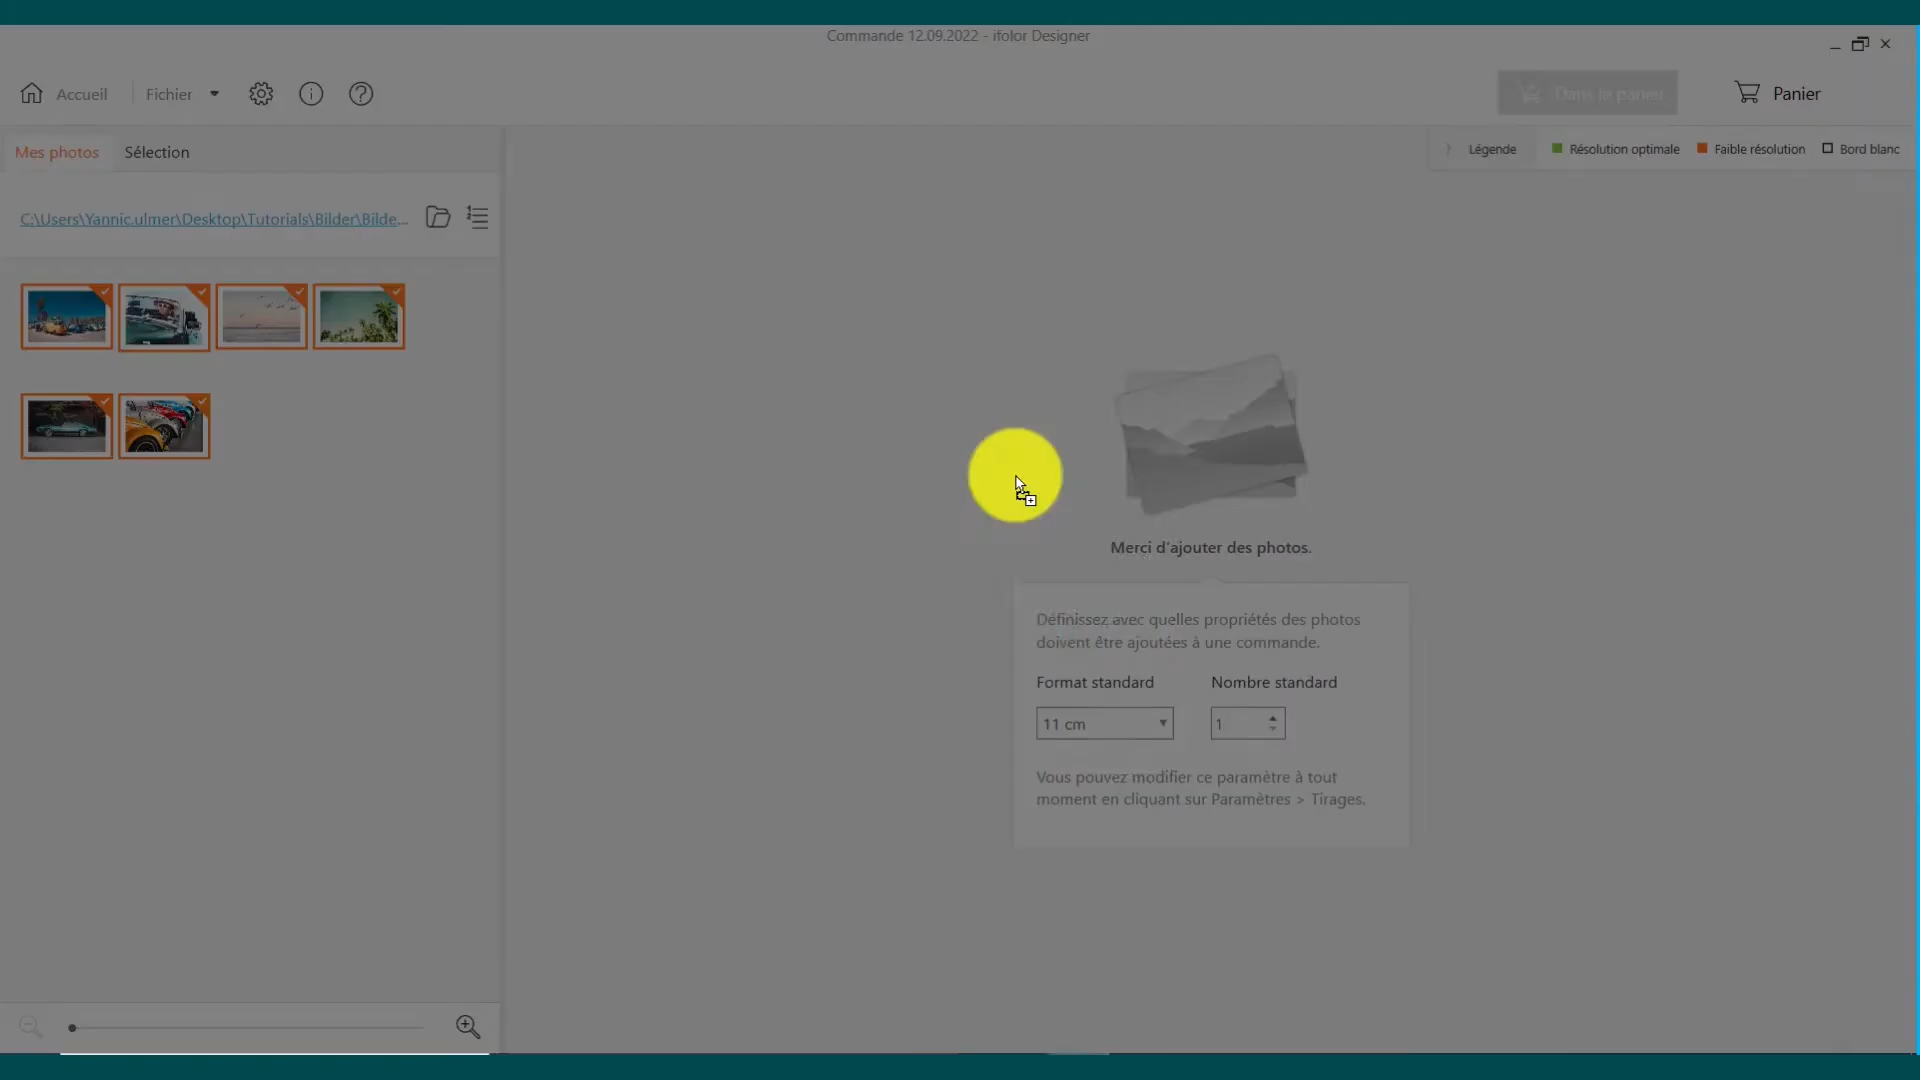 Commande 12.09.2022 - ifolor Designer
Accueil
Fichier
Dans le panier
Panier
Mes photos
Sélection
Légende
Résolution optimale
Faible résolution
Bord blanc
C:\Users\Yannic.ulmer\Desktop\Tutorials\Bilder\Bilde...
Merci d'ajouter des photos.
Définissez avec quelles propriétés des photos
doivent être ajoutées à une commande.
Format standard
Nombre standard
11 cm
1
Vous pouvez modifier ce paramètre à tout
moment en cliquant sur Paramètres > Tirages.